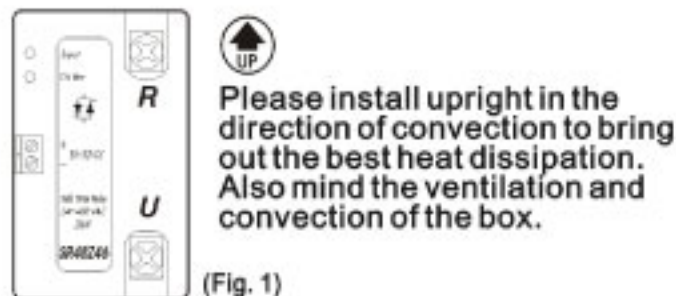 UP
Please install upright in the
direction of convection to bring
out the best heat dissipation.
Also mind the ventilation and
convection of the box.
R
U
(Fig. 1)